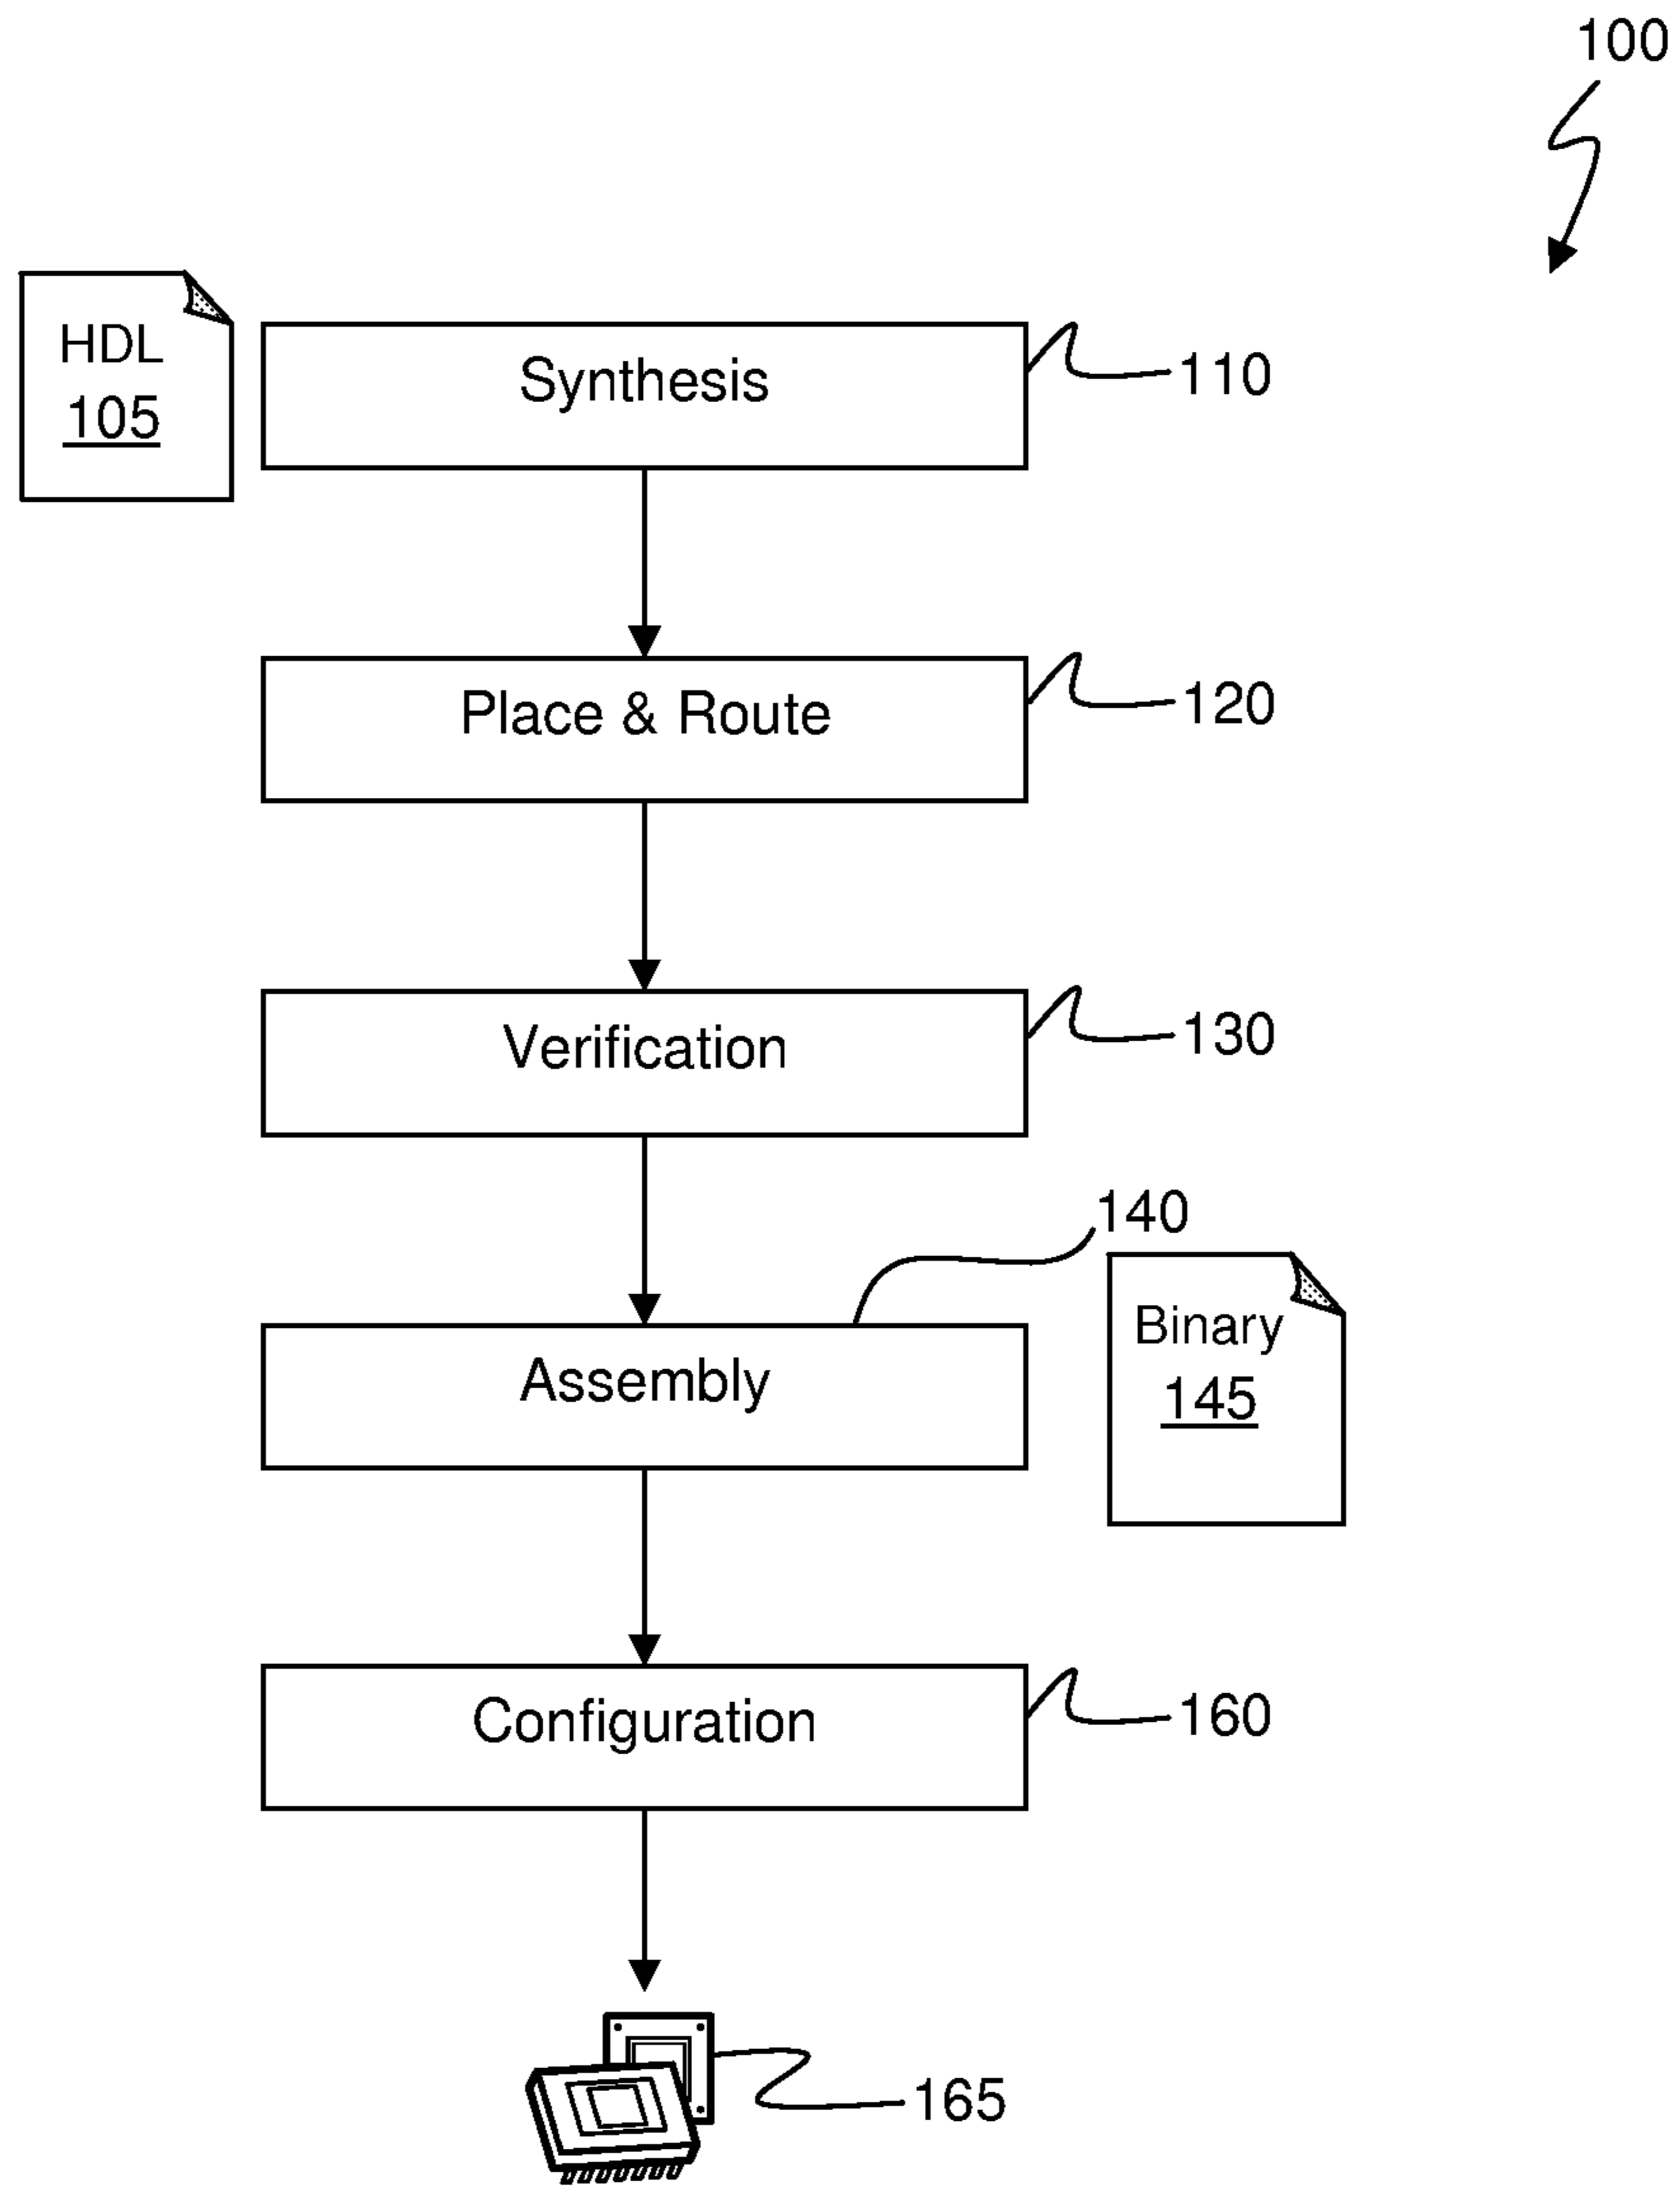 100
HDL
105
Synthesis
110
Place & Route
120
Verification
130
140
Assembly
Binary
145
Configuration
160
165